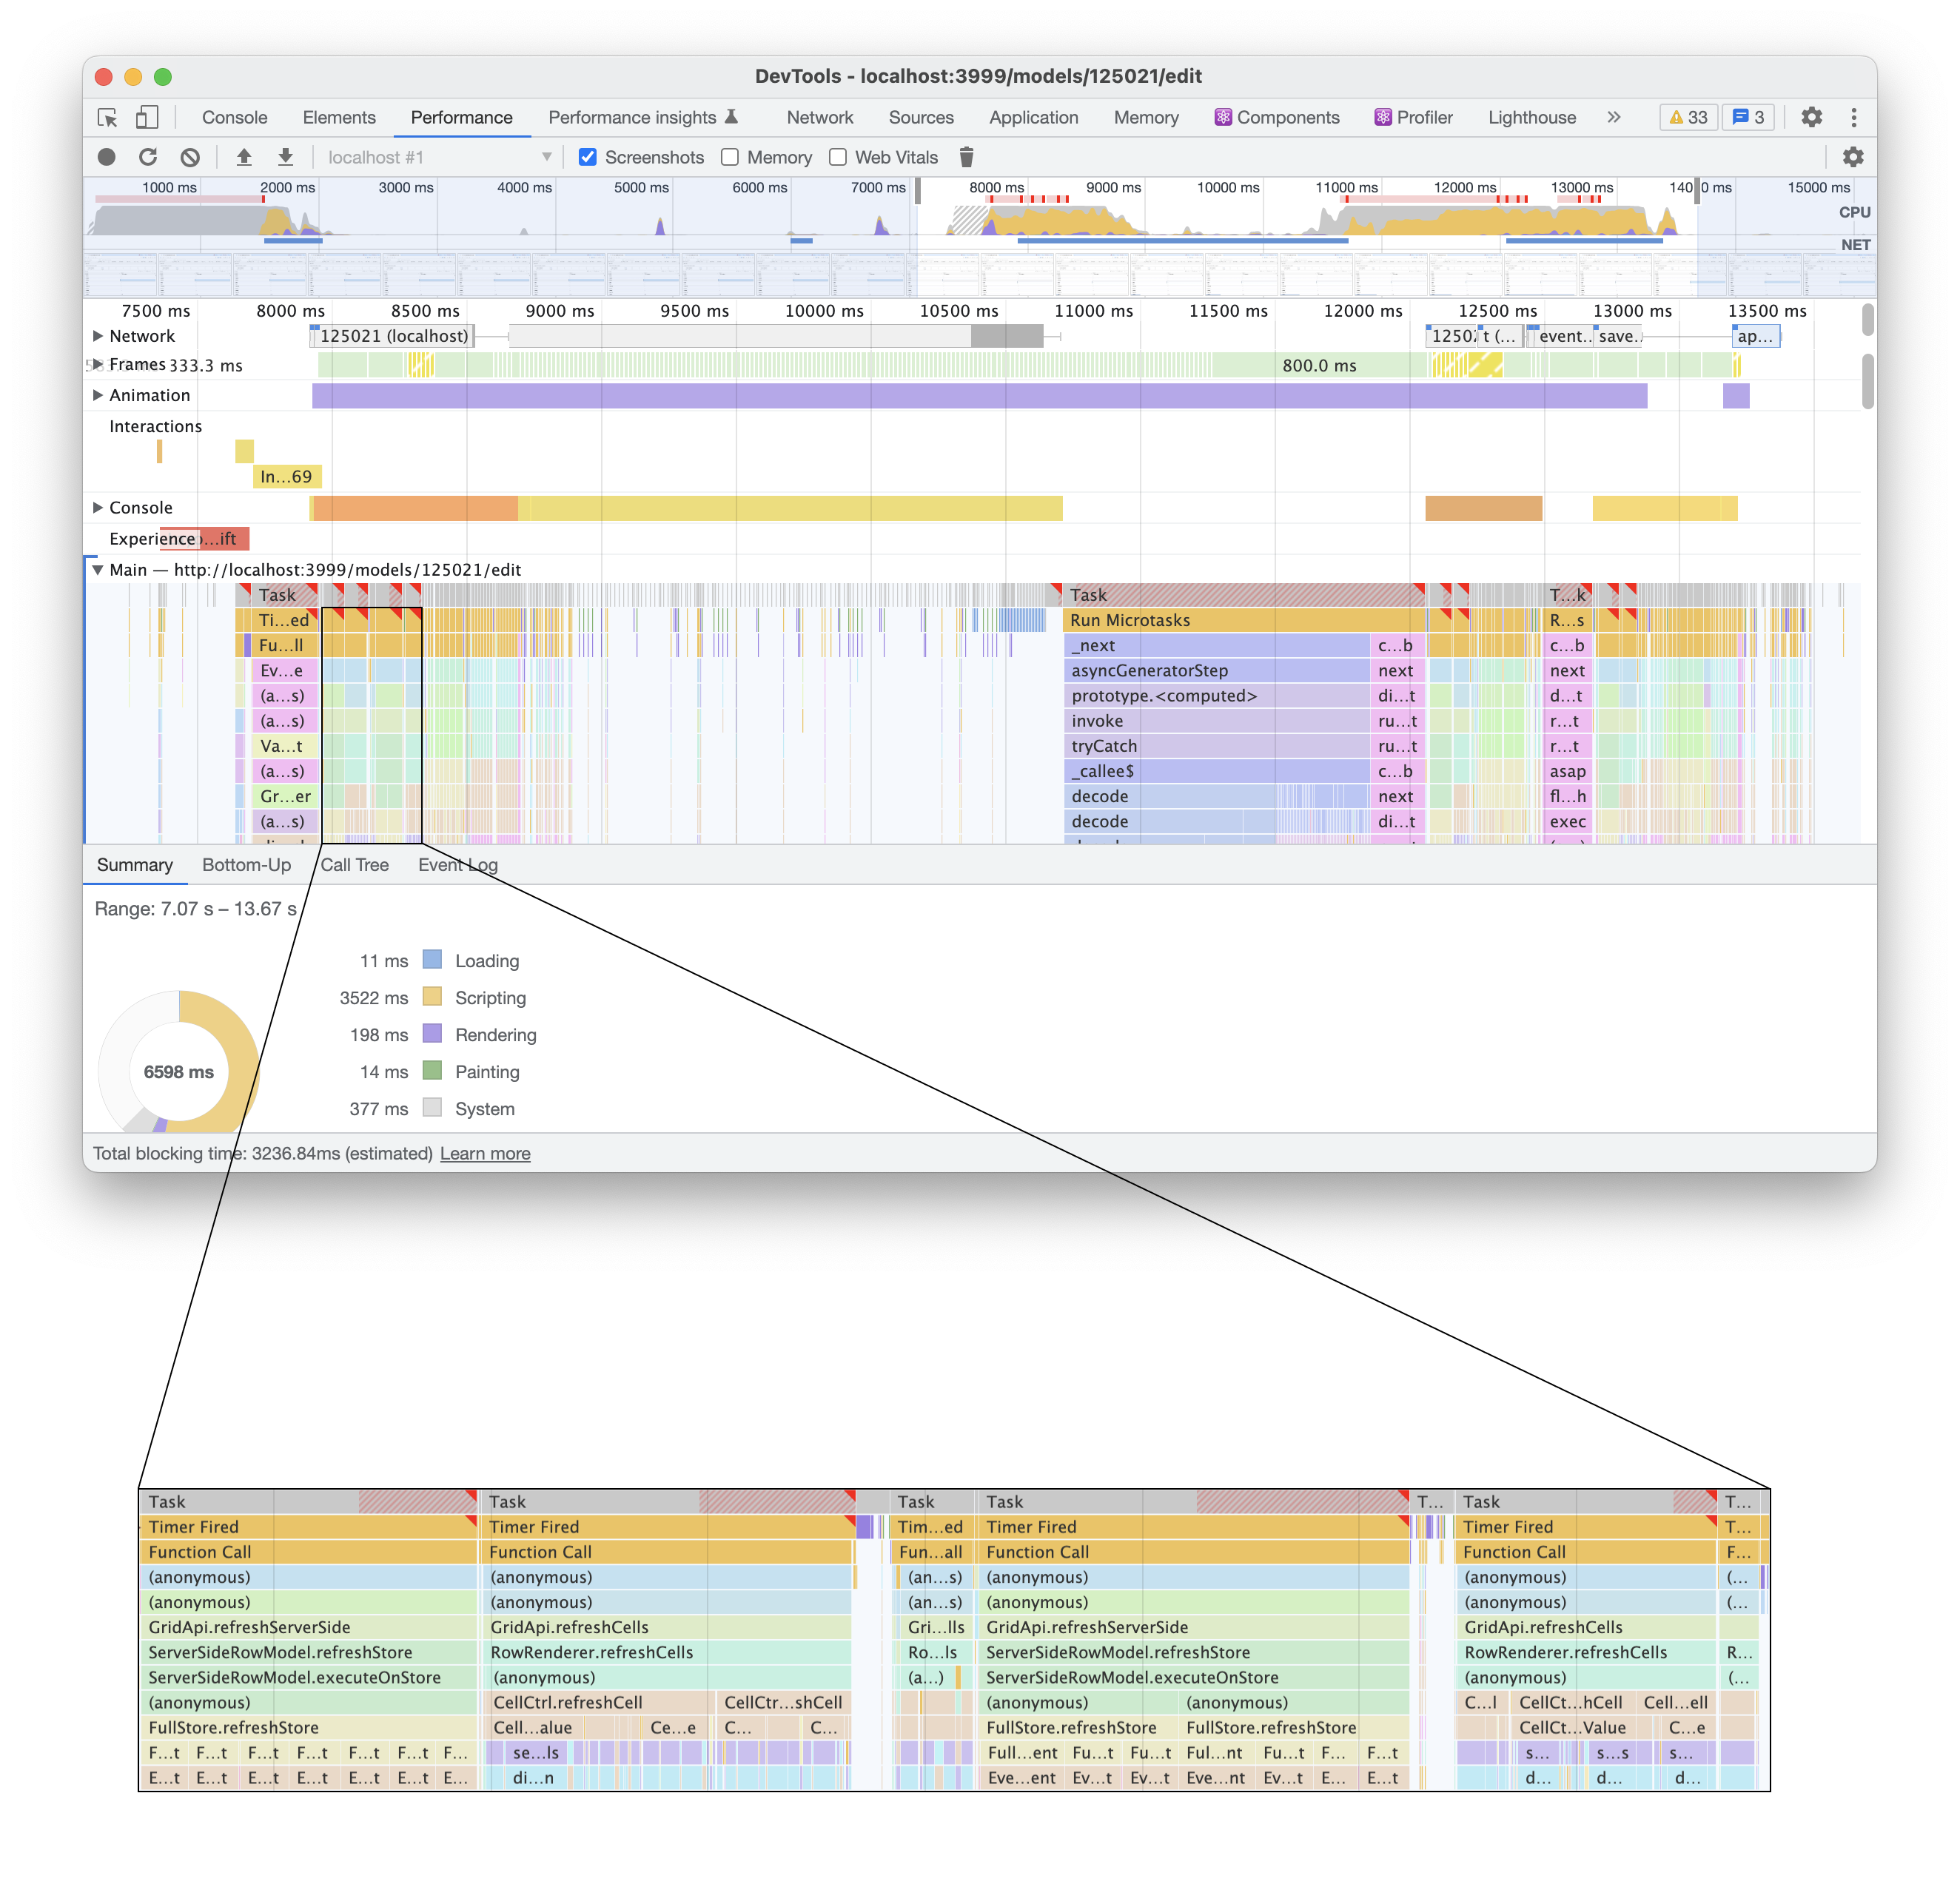 DevTools - localhost:3999/models/125021/edit
Console Elements Performance Performance insights Network Sources Application Memory Components Profiler Lighthouse 33 3
localhost #1 Screenshots Memory Web Vitals
1000 ms 2000 ms 3000 ms 4000 ms 5000 ms 6000 ms 7000 ms 8000 ms 9000 ms 10000 ms 11000 ms 12000 ms 13000 ms 15000 ms
CPU
NET
7500 ms 8000 ms 8500 ms 9000 ms 9500 ms 10000 ms 10500 ms 11000 ms 11500 ms 12000 ms 12500 ms 13000 ms 13500 ms
Network 125021 (localhost) t (… event… save… ap…
Frames 333.3 ms 800.0 ms
Animation
Interactions
In…69
Console
Experience …ift
Main — http://localhost:3999/models/125021/edit
Task Task T…k
Ti…ed Run Microtasks R…s
Fu…ll _next c…b c…b
Ev…e asyncGeneratorStep next next
(a…s) prototype.<computed> di…t d…t
(a…s) invoke ru…t r…t
Va…t tryCatch ru…t r…t
(a…s) _callee$ c…b asap
Gr…er decode next fl…h
(a…s) decode di…t exec
Summary Bottom-Up Call Tree Event Log
Range: 7.07 s – 13.67 s
11 ms Loading
3522 ms Scripting
198 ms Rendering
6598 ms
14 ms Painting
377 ms System
Total blocking time: 3236.84ms (estimated) Learn more
Task Task Task Task T… Task T…
Timer Fired Timer Fired Tim…ed Timer Fired Timer Fired T…
Function Call Function Call Fun…all Function Call Function Call F…
(anonymous) (anonymous) (an…s) (anonymous) (anonymous) (…
(anonymous) (anonymous) (an…s) (anonymous) (anonymous) (…
GridApi.refreshServerSide GridApi.refreshCells Gri…lls GridApi.refreshServerSide GridApi.refreshCells
ServerSideRowModel.refreshStore RowRenderer.refreshCells Ro…ls ServerSideRowModel.refreshStore RowRenderer.refreshCells R…
ServerSideRowModel.executeOnStore (anonymous) (a…) ServerSideRowModel.executeOnStore (anonymous) (…
(anonymous) CellCtrl.refreshCell CellCtr…shCell (anonymous) (anonymous) C…l CellCt…hCell Cell…ell
FullStore.refreshStore Cell…alue Ce…e C… C… FullStore.refreshStore FullStore.refreshStore CellCt…Value C…e
F…t F…t F…t F…t F…t F…t F… se…ls Full…ent Fu…t Fu…t Ful…nt Fu…t F… F…t s… s…s s…
E…t E…t E…t E…t E…t E…t E… di…n Eve…ent Ev…t Ev…t Eve…nt Ev…t E… E…t d… d… d…